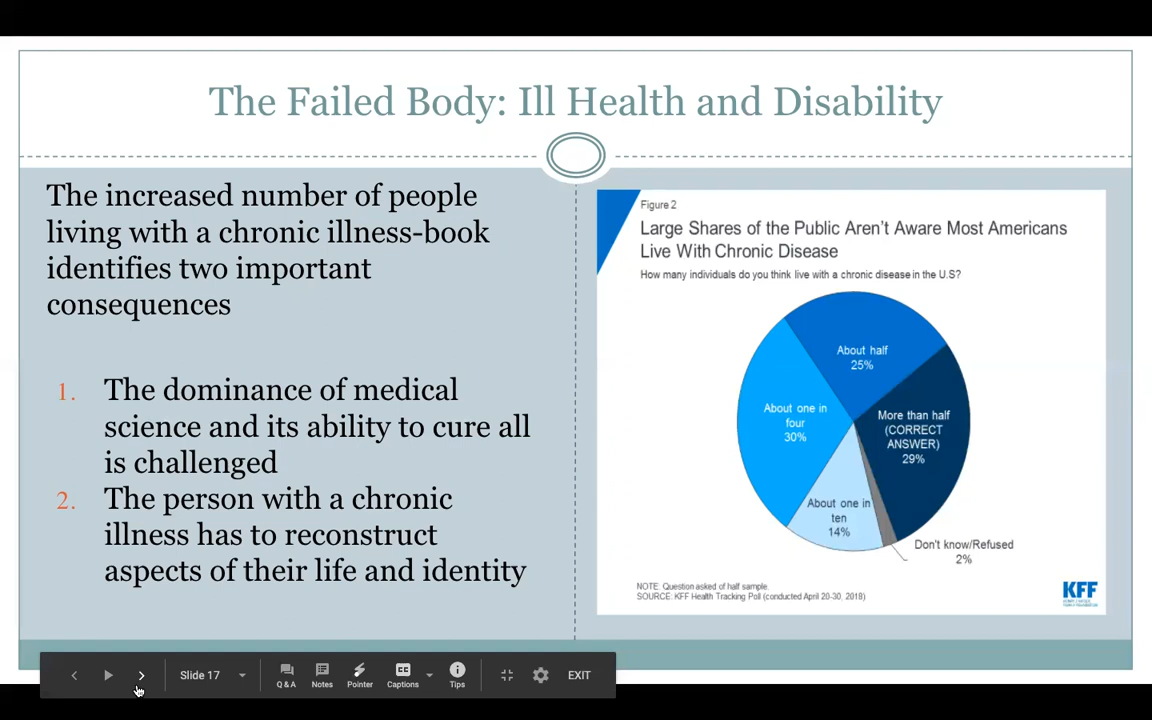 The Failed Body: Ill Health and Disability
The increased number of people
living with a chronic illness-book
identifies two important
consequences
1. The dominance of medical
science and its ability to cure all
is challenged
2. The person with a chronic
illness has to reconstruct
aspects of their life and identity
Figure 2
Large Shares of the Public Aren't Aware Most Americans
Live With Chronic Disease
How many individuals do you think live with a chronic disease in the U.S?
About half
25%
More than half
(CORRECT
ANSWER)
29%
About one in
four
30%
About one in
ten
14%
Don't know/Refused
2%
NOTE: Question asked of half sample.
SOURCE: KFF Health Tracking Poll (conducted April 20-30, 2018)
KFF
Slide 17
Q & A
Notes
Pointer
CC
Captions
Tips
EXIT